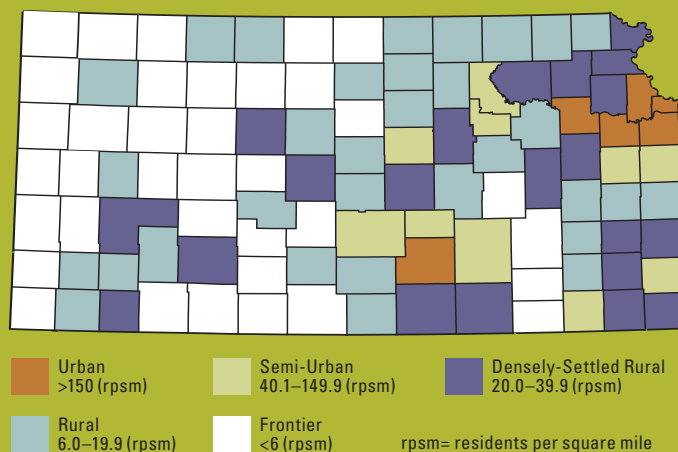 Urban
>150 (rpsm)
Semi-Urban
40.1–149.9 (rpsm)
Densely-Settled Rural
20.0–39.9 (rpsm)
Rural
6.0–19.9 (rpsm)
Frontier
<6 (rpsm)
rpsm= residents per square mile